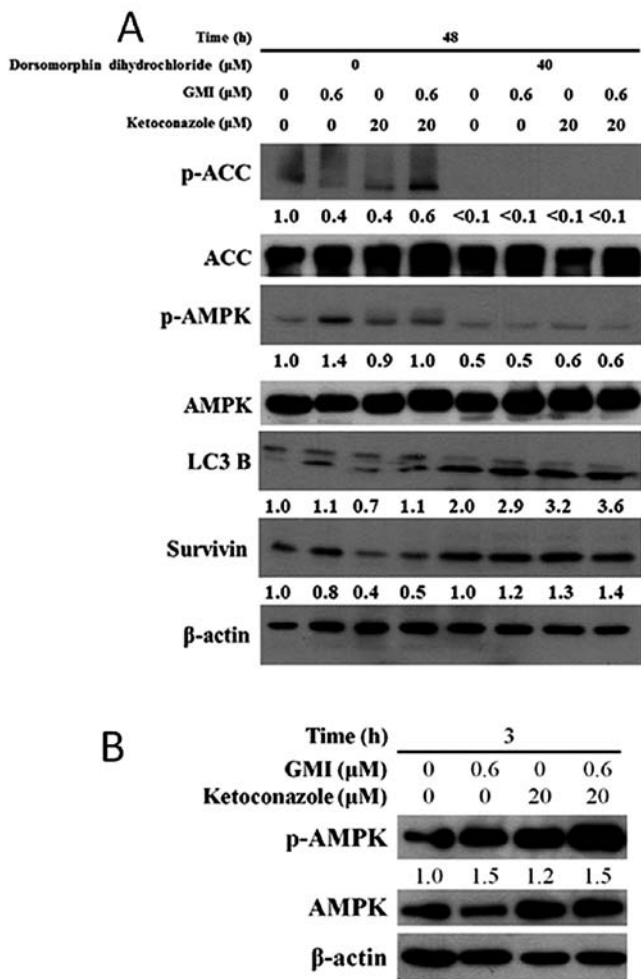 A
Time (h) 48
Dorsomorphin dihydrochloride (μM) 0 40
GMI (μM) 0 0.6 0 0.6 0 0.6 0 0.6
Ketoconazole (μM) 0 0 20 20 0 0 20 20
p-ACC
1.0 0.4 0.4 0.6 <0.1 <0.1 <0.1 <0.1
ACC
p-AMPK
1.0 1.4 0.9 1.0 0.5 0.5 0.6 0.6
AMPK
LC3 B
1.0 1.1 0.7 1.1 2.0 2.9 3.2 3.6
Survivin
1.0 0.8 0.4 0.5 1.0 1.2 1.3 1.4
β-actin
B
Time (h) 3
GMI (μM) 0 0.6 0 0.6
Ketoconazole (μM) 0 0 20 20
p-AMPK
1.0 1.5 1.2 1.5
AMPK
β-actin